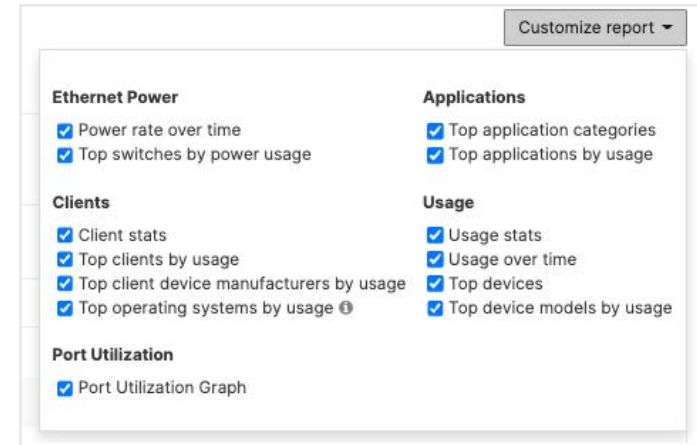 Customize report
Ethernet Power
Power rate over time
Top switches by power usage
Applications
Top application categories
Top applications by usage
Clients
Client stats
Top clients by usage
Top client device manufacturers by usage
Top operating systems by usage
Usage
Usage stats
Usage over time
Top devices
Top device models by usage
Port Utilization
Port Utilization Graph